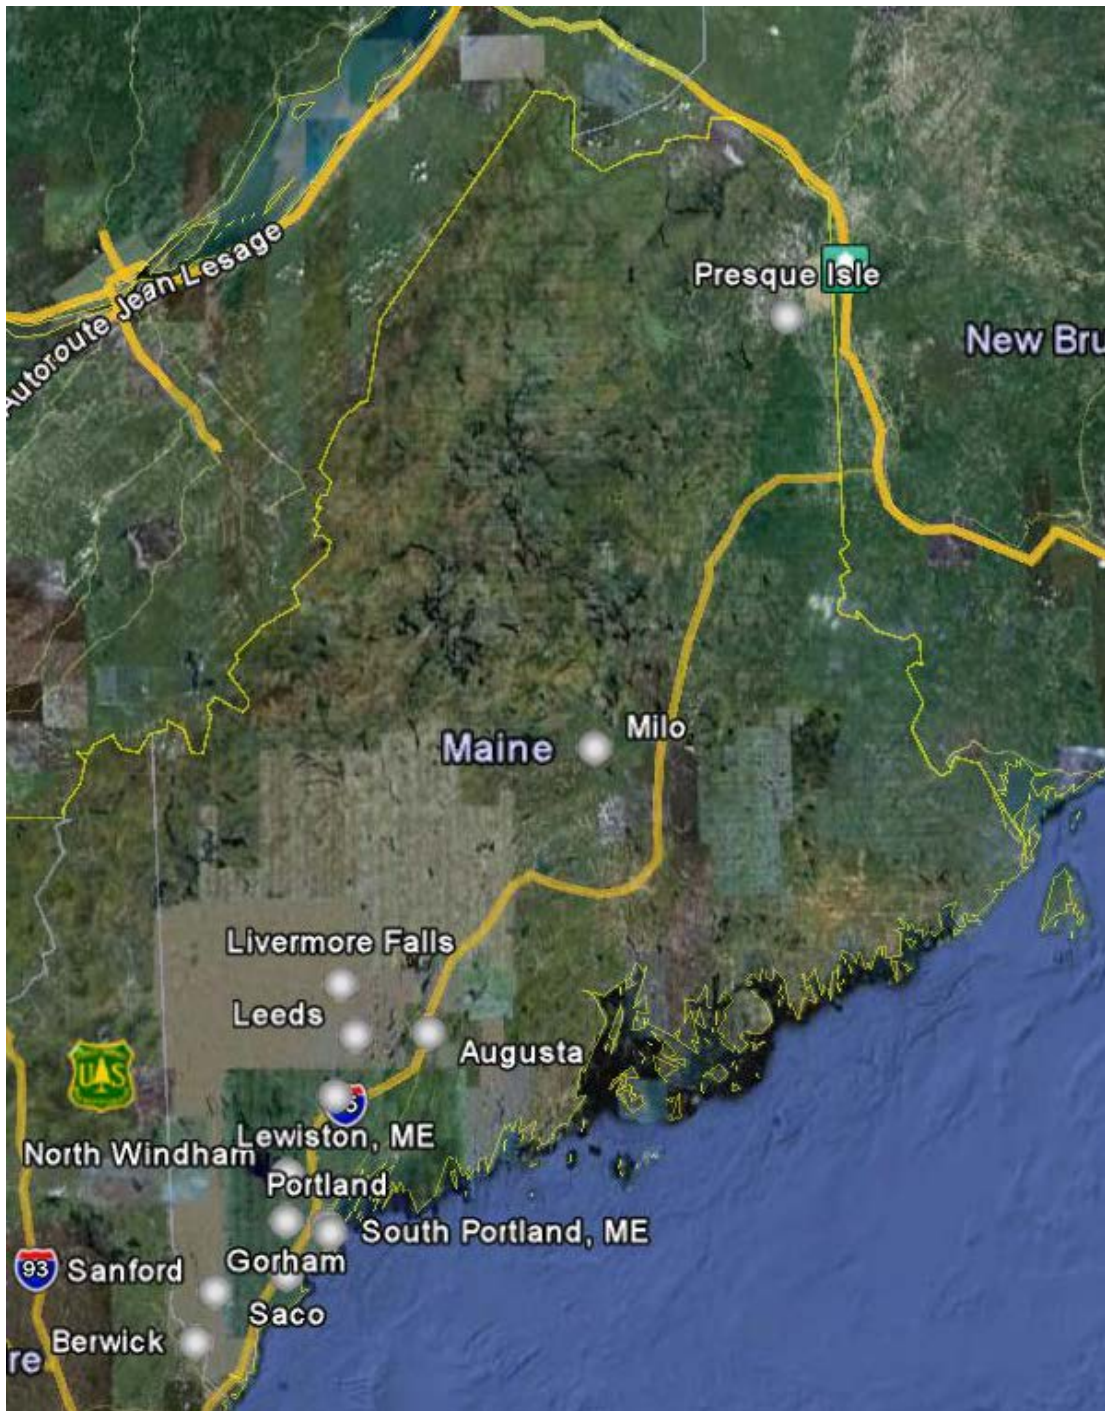 Autoroute Jean Lesage
Presque Isle
New Bru
Milo
Maine
Livermore Falls
Leeds
Augusta
US
Lewiston, ME
North Windham
Portland
South Portland, ME
93
Sanford
Gorham
Saco
Berwick
re